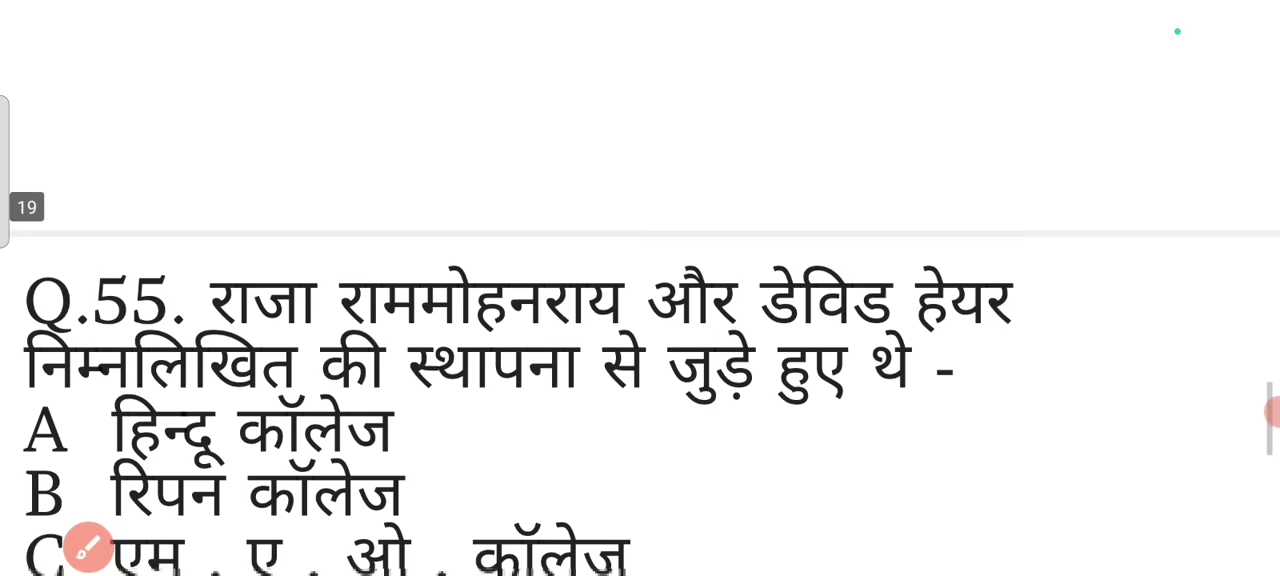 19
Q.55. राजा राममोहनराय और डेविड हेयर
निम्नलिखित की स्थापना से जुड़े हुए थे -
A हिन्दू कॉलेज
B रिपन कॉलेज
C एम . ए . ओ . कॉलेज